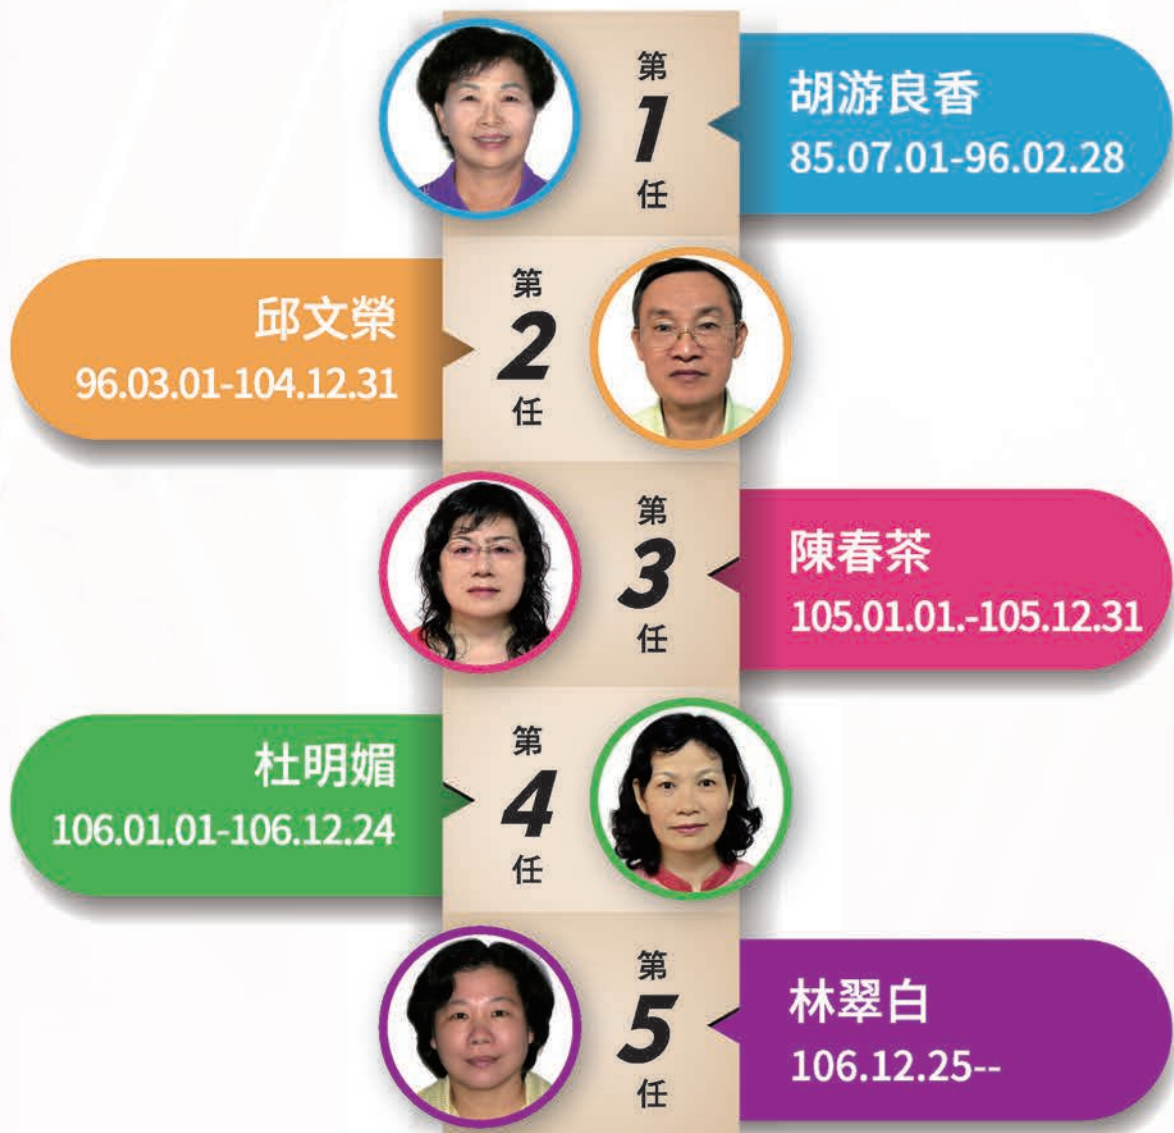 第
1
任
胡游良香
85.07.01-96.02.28
邱文榮
96.03.01-104.12.31
第
2
任
第
3
任
陳春茶
105.01.01.-105.12.31
杜明媚
106.01.01-106.12.24
第
4
任
第
5
任
林翠白
106.12.25--